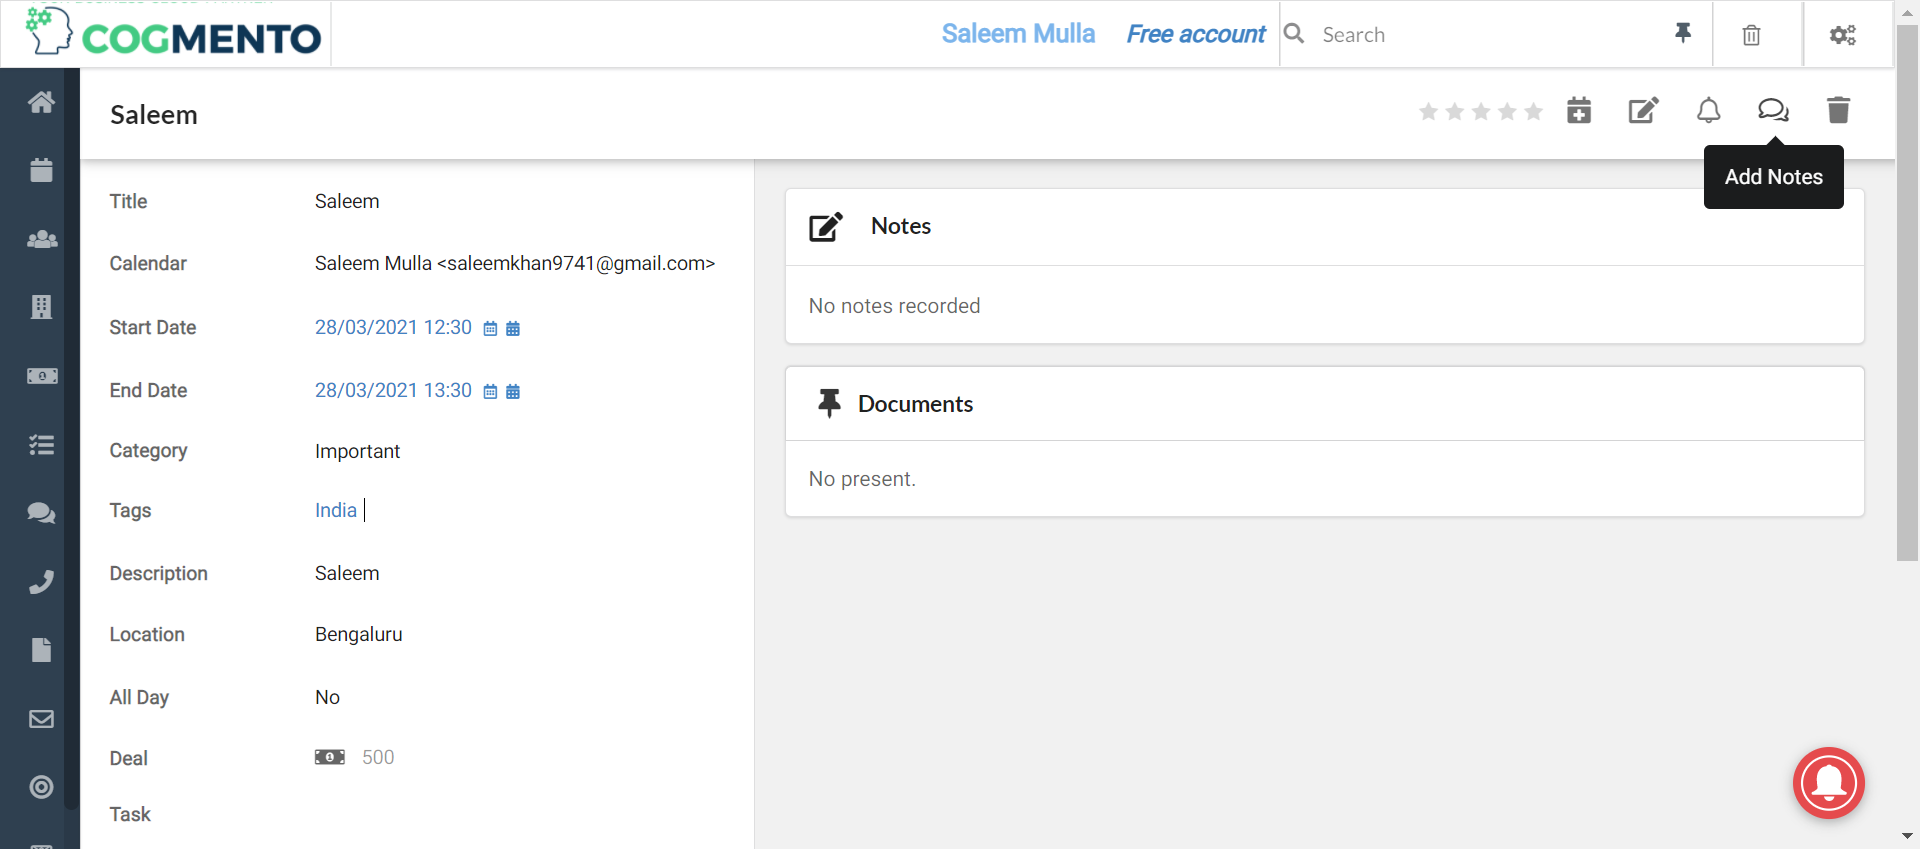 COGMENTO
Saleem Mulla Free account Search
Saleem
Add Notes
Title Saleem
Calendar Saleem Mulla <saleemkhan9741@gmail.com>
Start Date 28/03/2021 12:30
End Date 28/03/2021 13:30
Category Important
Tags India
Description Saleem
Location Bengaluru
All Day No
Deal 500
Task
Notes
No notes recorded
Documents
No present.